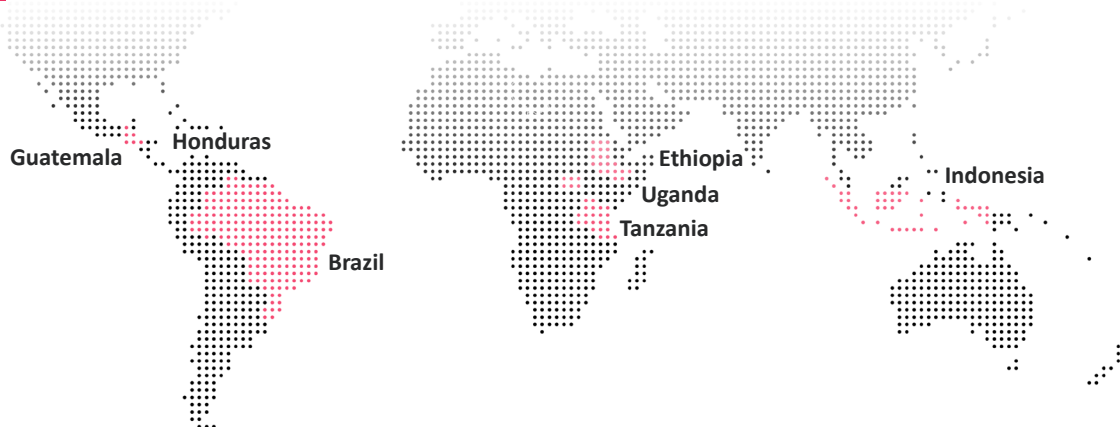 Honduras
Guatemala
Ethiopia
Indonesia
Uganda
Tanzania
Brazil